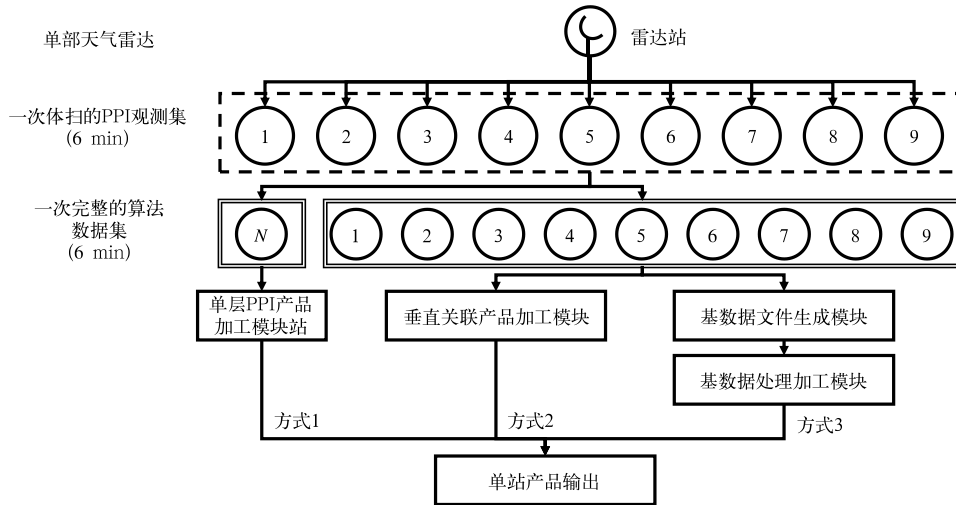 单部天气雷达
雷达站
一次体扫的PPI观测集
(6 min)
1 2 3 4 5 6 7 8 9
一次完整的算法
数据集
(6 min)
N 1 2 3 4 5 6 7 8 9
单层PPI产品
加工模块站
垂直关联产品加工模块
基数据文件生成模块
基数据处理加工模块
方式1
方式2
方式3
单站产品输出